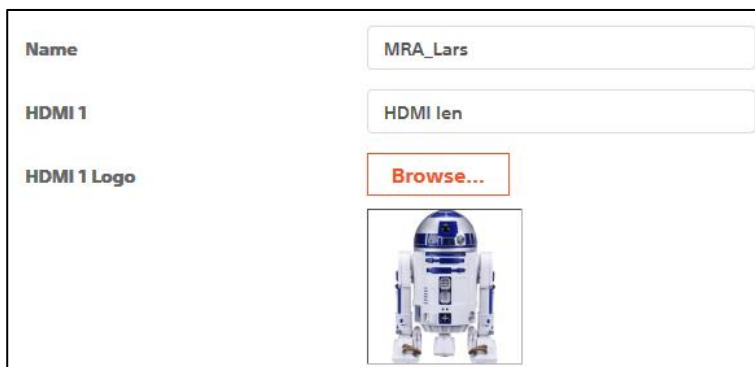 Name
MRA_Lars
HDMI 1
HDMI len
HDMI 1 Logo
Browse...